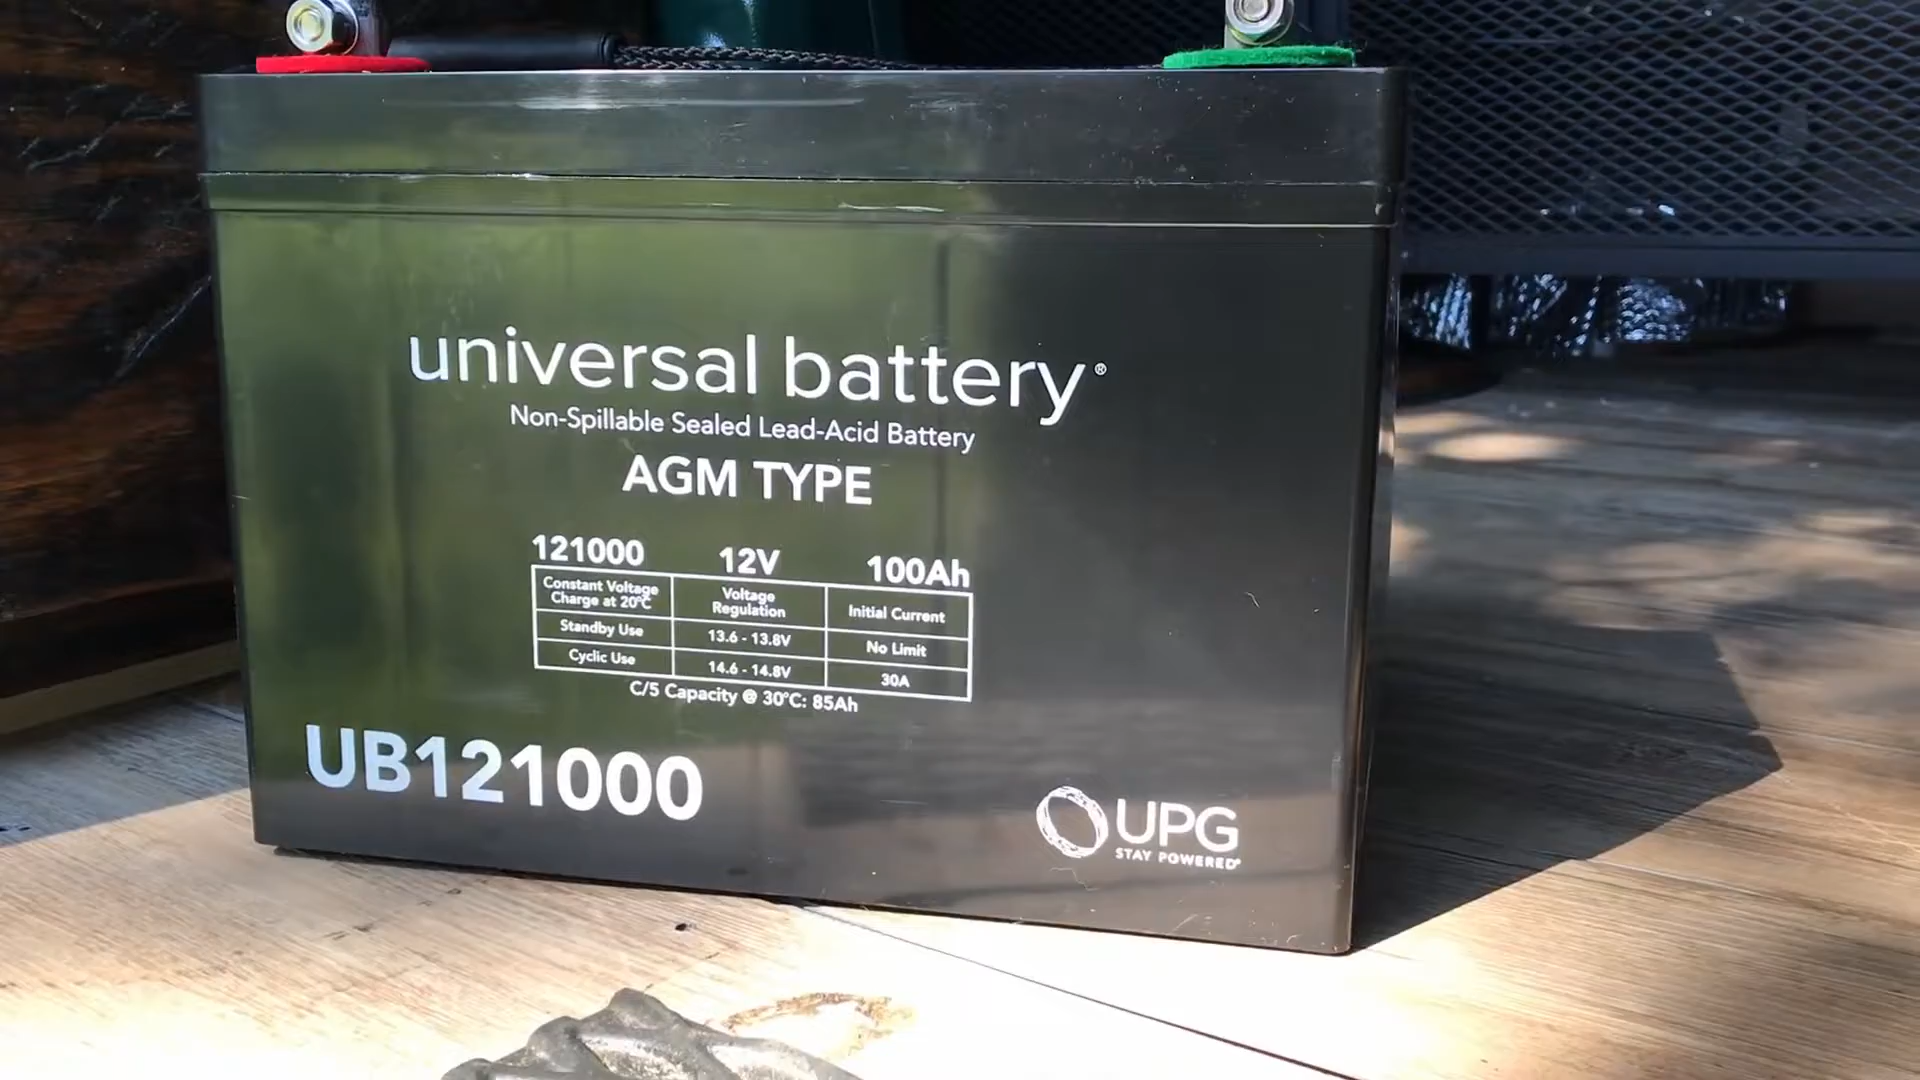 universal battery®
Non-Spillable Sealed Lead-Acid Battery
AGM TYPE
121000 12V 100Ah
Constant Voltage Charge at 20°C Voltage Regulation Initial Current
Standby Use 13.6 - 13.8V No Limit
Cyclic Use 14.6 - 14.8V 30A
C/5 Capacity @ 30°C: 85Ah
UB121000
UPG
STAY POWERED®